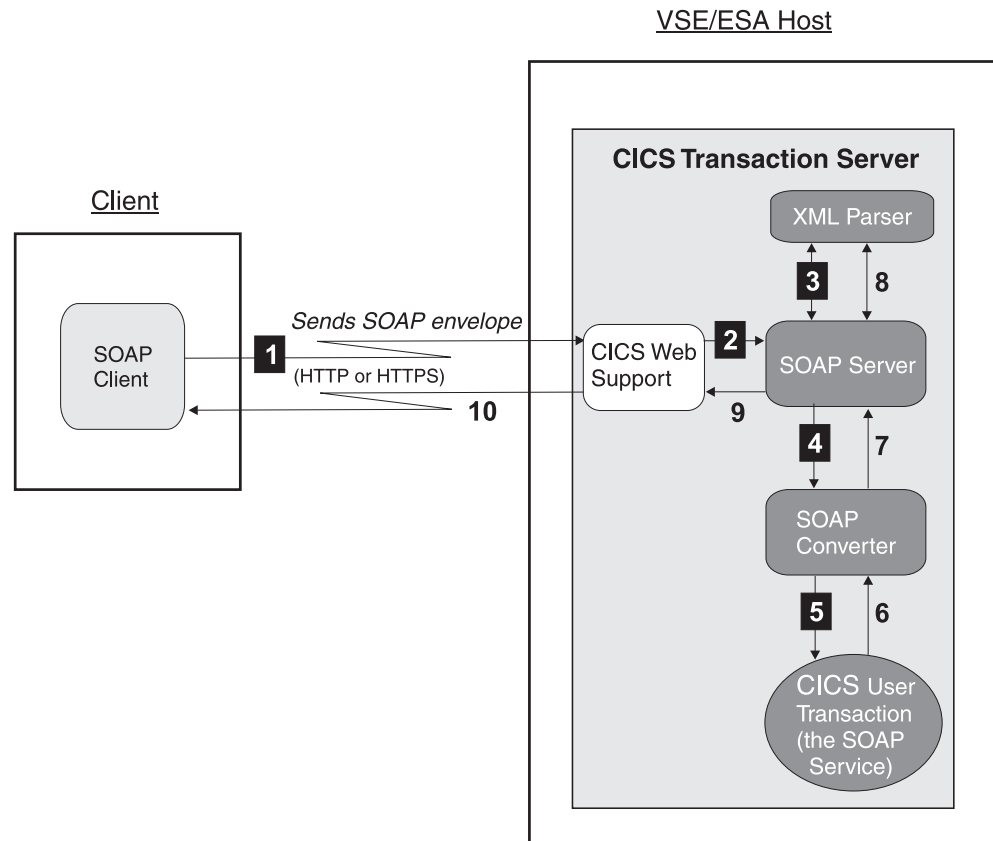 VSE/ESA Host
CICS Transaction Server
Client
XML Parser
3
8
Sends SOAP envelope
1
2
SOAP
Client
CICS Web
Support
SOAP Server
(HTTP or HTTPS)
10
9
4
7
SOAP
Converter
5
6
CICS User
Transaction
(the SOAP
Service)